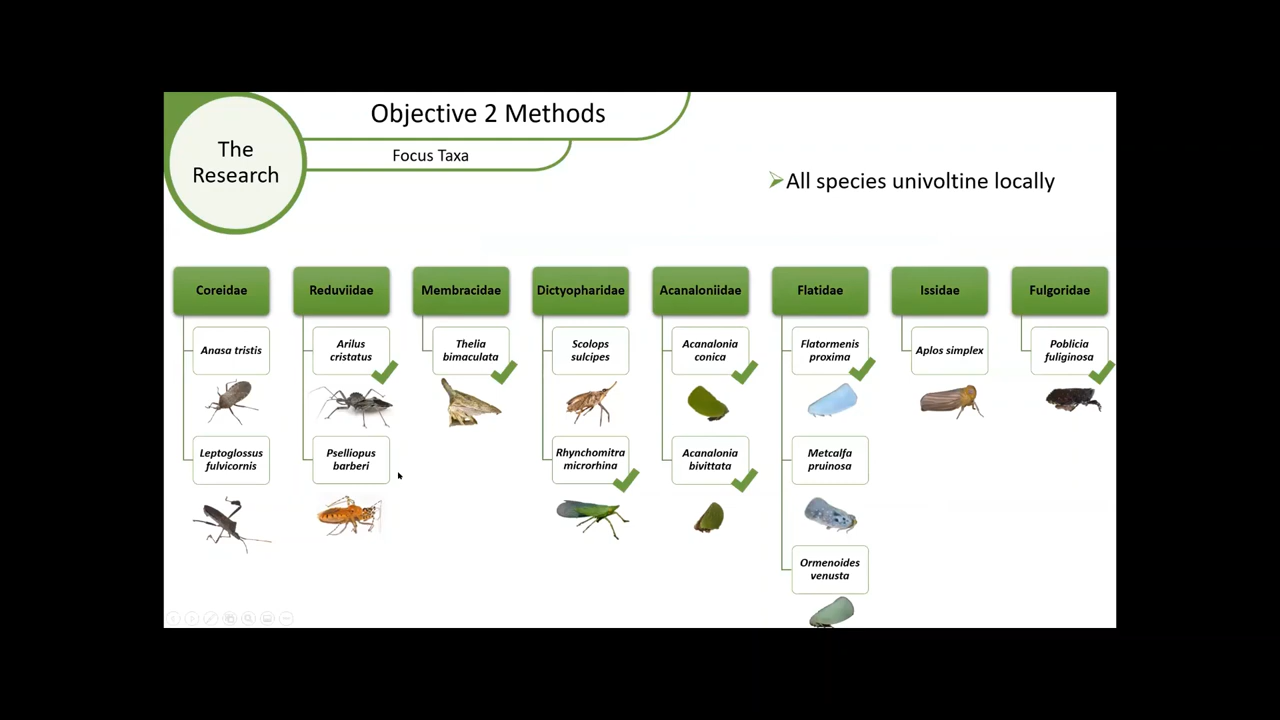 Objective 2 Methods
The
Research
Focus Taxa
All species univoltine locally
Coreidae
Reduviidae
Membracidae
Dictyopharidae
Acanaloniidae
Flatidae
Issidae
Fulgoridae
Anasa tristis
Arilus
cristatus
Thelia
bimaculata
Scolops
sulcipes
Acanalonia
conica
Flatormenis
proxima
Aplos simplex
Poblicia
fuliginosa
Leptoglossus
fulvicornis
Pselliopus
barberi
Rhynchomitra
microrhina
Acanalonia
bivittata
Metcalfa
pruinosa
Ormenoides
venusta